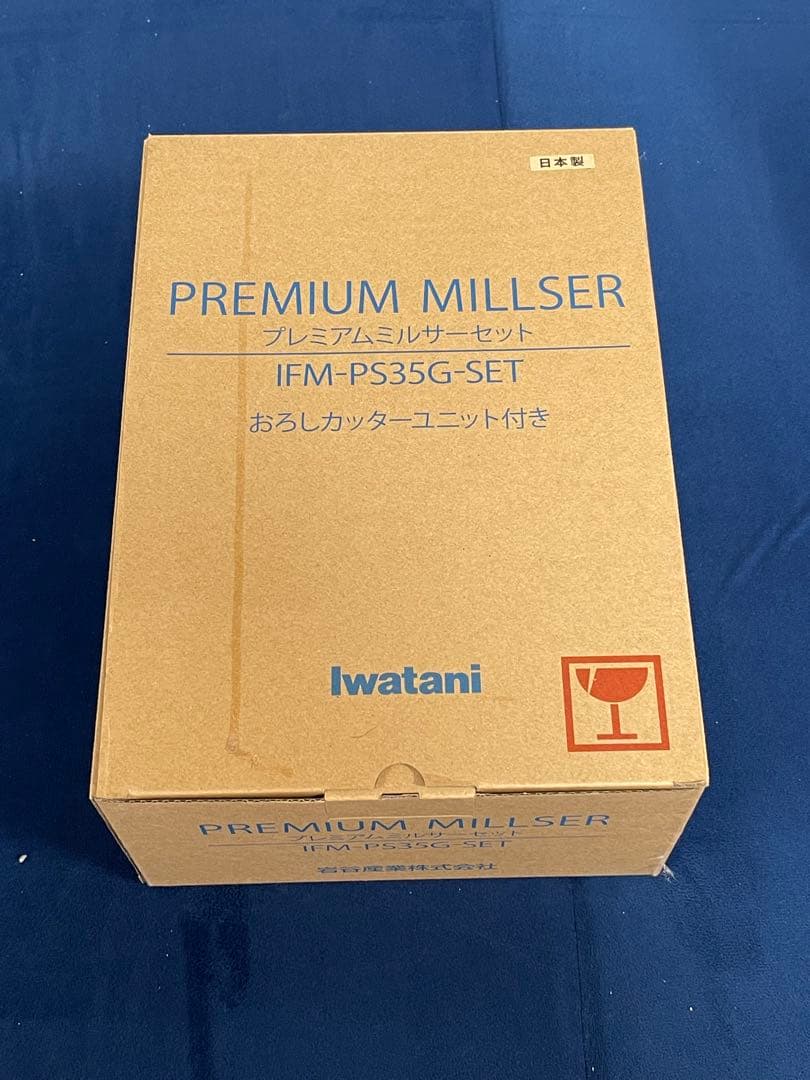 日本製
PREMIUM MILLSER
プレミアムミルサーセット
IFM-PS35G-SET
おろしカッターユニット付き
Iwatani
PREMIUM MILLSER
プレミアムミルサーセット
IFM-PS35G-SET
岩谷産業株式会社